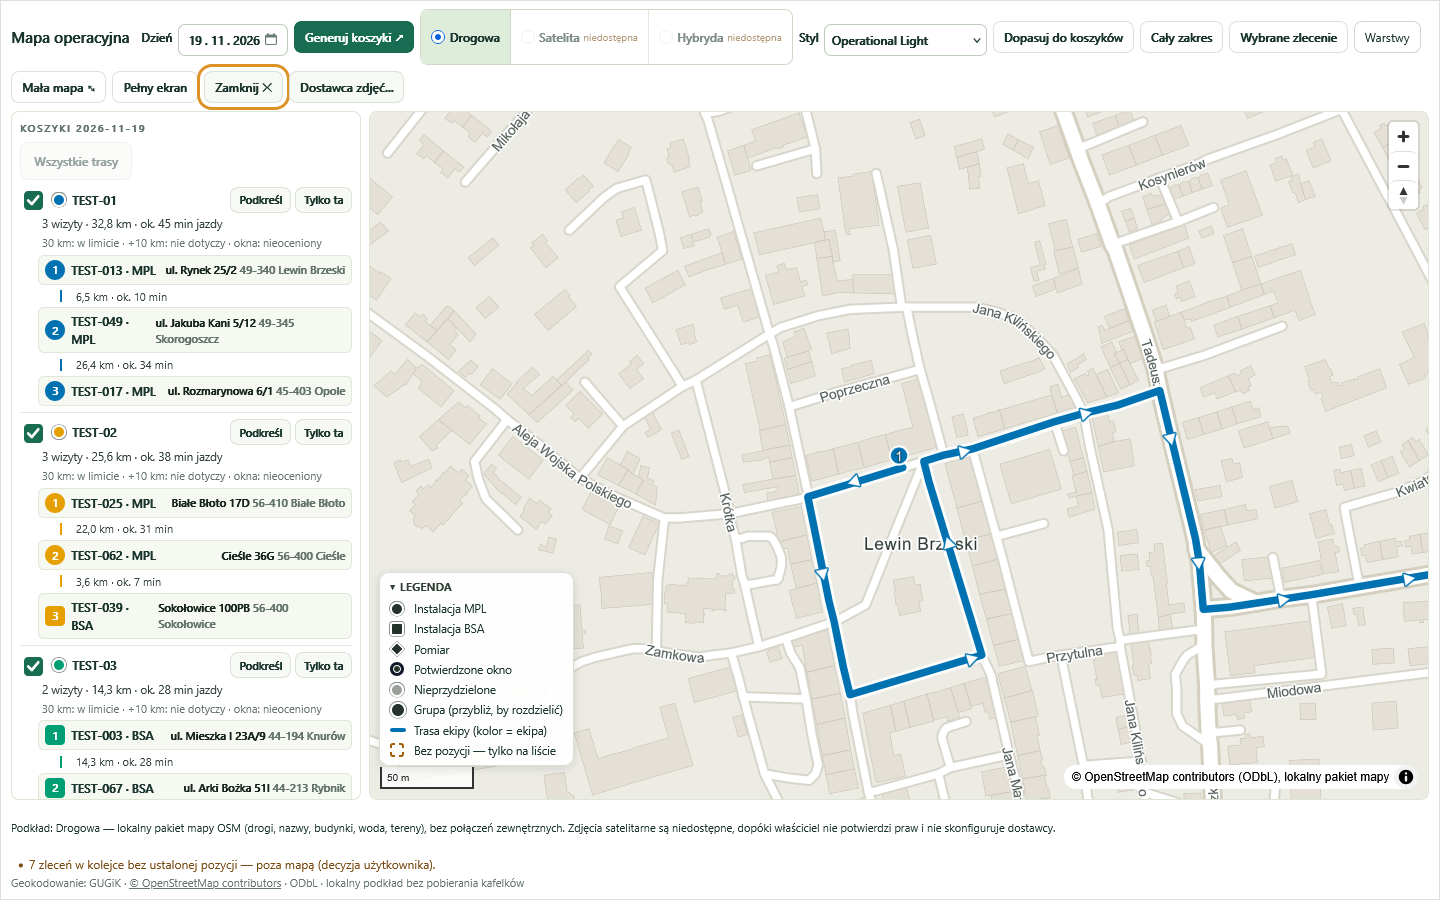 Mapa operacyjna
Dzień
19.11.2026
Generuj koszyki ↗
Drogowa
Satelita niedostępna
Hybryda niedostępna
Styl
Operational Light
Dopasuj do koszyków
Cały zakres
Wybrane zlecenie
Warstwy
Mała mapa
Pełny ekran
Zamknij ✕
Dostawca zdjęć...
KOSZYKI 2026-11-19
Wszystkie trasy
TEST-01
Podkreśl
Tylko ta
3 wizyty · 32,8 km · ok. 45 min jazdy
30 km: w limicie · +10 km: nie dotyczy · okna: nieoceniony
1 TEST-013 · MPL ul. Rynek 25/2 49-340 Lewin Brzeski
6,5 km · ok. 10 min
2 TEST-049 · MPL ul. Jakuba Kani 5/12 49-345 Skorogoszcz
26,4 km · ok. 34 min
3 TEST-017 · MPL ul. Rozmarynowa 6/1 45-403 Opole
TEST-02
Podkreśl
Tylko ta
3 wizyty · 25,6 km · ok. 38 min jazdy
30 km: w limicie · +10 km: nie dotyczy · okna: nieoceniony
1 TEST-025 · MPL Białe Błoto 17D 56-410 Białe Błoto
22,0 km · ok. 31 min
2 TEST-062 · MPL Cieśle 36G 56-400 Cieśle
3,6 km · ok. 7 min
3 TEST-039 · BSA Sokołowice 100PB 56-400 Sokołowice
TEST-03
Podkreśl
Tylko ta
2 wizyty · 14,3 km · ok. 28 min jazdy
30 km: w limicie · +10 km: nie dotyczy · okna: nieoceniony
1 TEST-003 · BSA ul. Mieszka I 23A/9 44-194 Knurów
14,3 km · ok. 28 min
2 TEST-067 · BSA ul. Arki Bożka 51I 44-213 Rybnik
Mikołaja
Kosynierów
Jana Kilińskiego
Tadeus
Poprzeczna
Aleja Wojska Polskiego
Krótka
1
Kwiat
Lewin Brzeski
Zamkowa
Przytulna
Miodowa
Jana Kilińs
Jana Ma
LEGENDA
Instalacja MPL
Instalacja BSA
Pomiar
Potwierdzone okno
Nieprzydzielone
Grupa (przybliż, by rozdzielić)
Trasa ekipy (kolor = ekipa)
Bez pozycji — tylko na liście
50 m
© OpenStreetMap contributors (ODbL), lokalny pakiet mapy
Podkład: Drogowa — lokalny pakiet mapy OSM (drogi, nazwy, budynki, woda, tereny), bez połączeń zewnętrznych. Zdjęcia satelitarne są niedostępne, dopóki właściciel nie potwierdzi praw i nie skonfiguruje dostawcy.
• 7 zleceń w kolejce bez ustalonej pozycji — poza mapą (decyzja użytkownika).
Geokodowanie: GUGiK · © OpenStreetMap contributors · ODbL · lokalny podkład bez pobierania kafelków